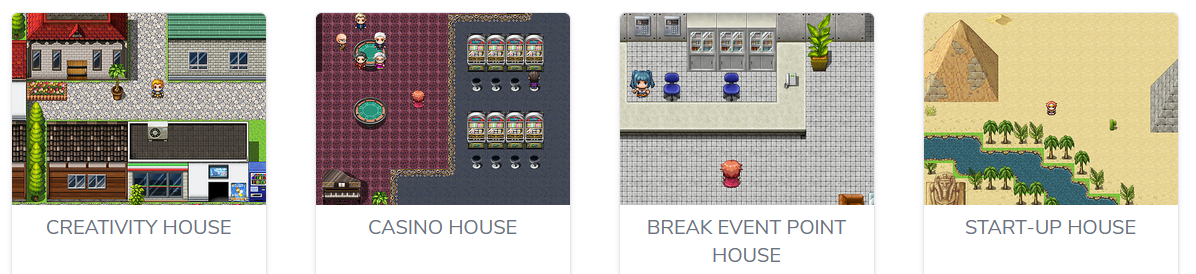 CREATIVITY HOUSE
CASINO HOUSE
BREAK EVENT POINT
HOUSE
START-UP HOUSE